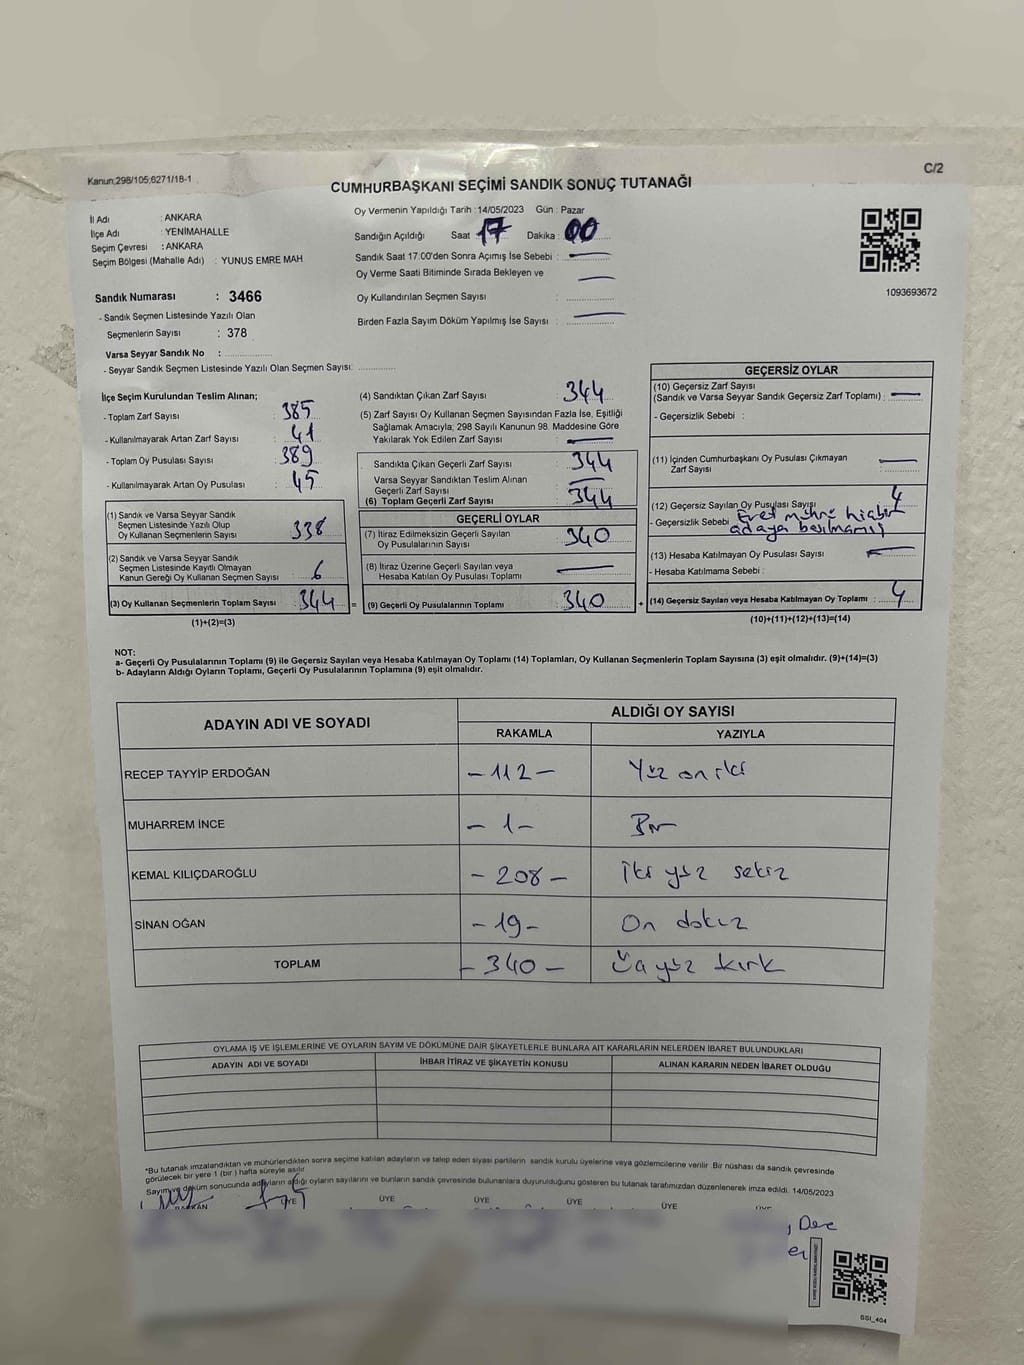 Kanun:298/105;6271/18-1
C/2
CUMHURBAŞKANI SEÇİMİ SANDIK SONUÇ TUTANAĞI
İl Adı : ANKARA
İlçe Adı : YENİMAHALLE
Seçim Çevresi : ANKARA
Seçim Bölgesi (Mahalle Adı) : YUNUS EMRE MAH.
Oy Vermenin Yapıldığı Tarih :14/05/2023 Gün : Pazar
Sandığın Açıldığı Saat 17 Dakika : 00
Sandık Saat 17:00'den Sonra Açımış İse Sebebi : —
Oy Verme Saati Bitiminde Sırada Bekleyen ve —
Oy Kullandırılan Seçmen Sayısı :
Birden Fazla Sayım Döküm Yapılmış İse Sayısı : —
1093693672
Sandık Numarası : 3466
- Sandık Seçmen Listesinde Yazılı Olan
Seçmenlerin Sayısı : 378
Varsa Seyyar Sandık No :
- Seyyar Sandık Seçmen Listesinde Yazılı Olan Seçmen Sayısı:
İlçe Seçim Kurulundan Teslim Alınan;
- Toplam Zarf Sayısı : 385
- Kullanılmayarak Artan Zarf Sayısı : 41
- Toplam Oy Pusulası Sayısı : 389
- Kullanılmayarak Artan Oy Pusulası : 45
(1) Sandık ve Varsa Seyyar Sandık
Seçmen Listesinde Yazılı Olup
Oy Kullanan Seçmenlerin Sayısı : 338
(2) Sandık ve Varsa Seyyar Sandık
Seçmen Listesinde Kayıtlı Olmayan
Kanun Gereği Oy Kullanan Seçmen Sayısı : 6
(3) Oy Kullanan Seçmenlerin Toplam Sayısı : 344
(1)+(2)=(3)
(4) Sandıktan Çıkan Zarf Sayısı : 344
(5) Zarf Sayısı Oy Kullanan Seçmen Sayısından Fazla İse, Eşitliği
Sağlamak Amacıyla, 298 Sayılı Kanunun 98. Maddesine Göre
Yakılarak Yok Edilen Zarf Sayısı : —
Sandıkta Çıkan Geçerli Zarf Sayısı : 344
Varsa Seyyar Sandıktan Teslim Alınan
Geçerli Zarf Sayısı : —
(6) Toplam Geçerli Zarf Sayısı : 344
GEÇERLİ OYLAR
(7) İtiraz Edilmeksizin Geçerli Sayılan
Oy Pusulalarının Sayısı : 340
(8) İtiraz Üzerine Geçerli Sayılan veya
Hesaba Katılan Oy Pusulası Toplamı : —
= (9) Geçerli Oy Pusulalarının Toplamı : 340
GEÇERSİZ OYLAR
(10) Geçersiz Zarf Sayısı
(Sandık ve Varsa Seyyar Sandık Geçersiz Zarf Toplamı) : —
- Geçersizlik Sebebi :
(11) İçinden Cumhurbaşkanı Oy Pusulası Çıkmayan
Zarf Sayısı : —
(12) Geçersiz Sayılan Oy Pusulası Sayısı : 4
- Geçersizlik Sebebi : Evet mührü hiçbir
adaya basılmamış
(13) Hesaba Katılmayan Oy Pusulası Sayısı : —
- Hesaba Katılmama Sebebi :
+ (14) Geçersiz Sayılan veya Hesaba Katılmayan Oy Toplamı : 4
(10)+(11)+(12)+(13)=(14)
NOT:
a- Geçerli Oy Pusulalarının Toplamı (9) ile Geçersiz Sayılan veya Hesaba Katılmayan Oy Toplamı (14) Toplamları, Oy Kullanan Seçmenlerin Toplam Sayısına (3) eşit olmalıdır. (9)+(14)=(3)
b- Adayların Aldığı Oyların Toplamı, Geçerli Oy Pusulalarının Toplamına (9) eşit olmalıdır.
ADAYIN ADI VE SOYADI
ALDIĞI OY SAYISI
RAKAMLA YAZIYLA
RECEP TAYYİP ERDOĞAN - 112 - Yüz on iki
MUHARREM İNCE - 1 - Bir
KEMAL KILIÇDAROĞLU - 208 - İki yüz sekiz
SİNAN OĞAN - 19 - On dokuz
TOPLAM - 340 - Üç yüz kırk
OYLAMA İŞ VE İŞLEMLERİNE VE OYLARIN SAYIM VE DÖKÜMÜNE DAİR ŞİKAYETLERLE BUNLARA AİT KARARLARIN NELERDEN İBARET BULUNDUKLARI
ADAYIN ADI VE SOYADI İHBAR İTİRAZ VE ŞİKAYETİN KONUSU ALINAN KARARIN NEDEN İBARET OLDUĞU
*Bu tutanak imzalandıktan ve mühürlendikten sonra seçime katılan adayların ve talep eden siyasi partilerin sandık kurulu üyelerine veya gözlemcilerine verilir. Bir nüshası da sandık çevresinde
görülecek bir yere 1 (bir) hafta süreyle asılır.
Sayım ve döküm sonucunda adayların aldığı oyların sayılarını ve bunların sandık çevresinde bulunanlara duyurulduğunu gösteren bu tutanak tarafımızdan düzenlenerek imza edildi. 14/05/2023
BAŞKAN ÜYE ÜYE ÜYE ÜYE ÜYE
SSI_404